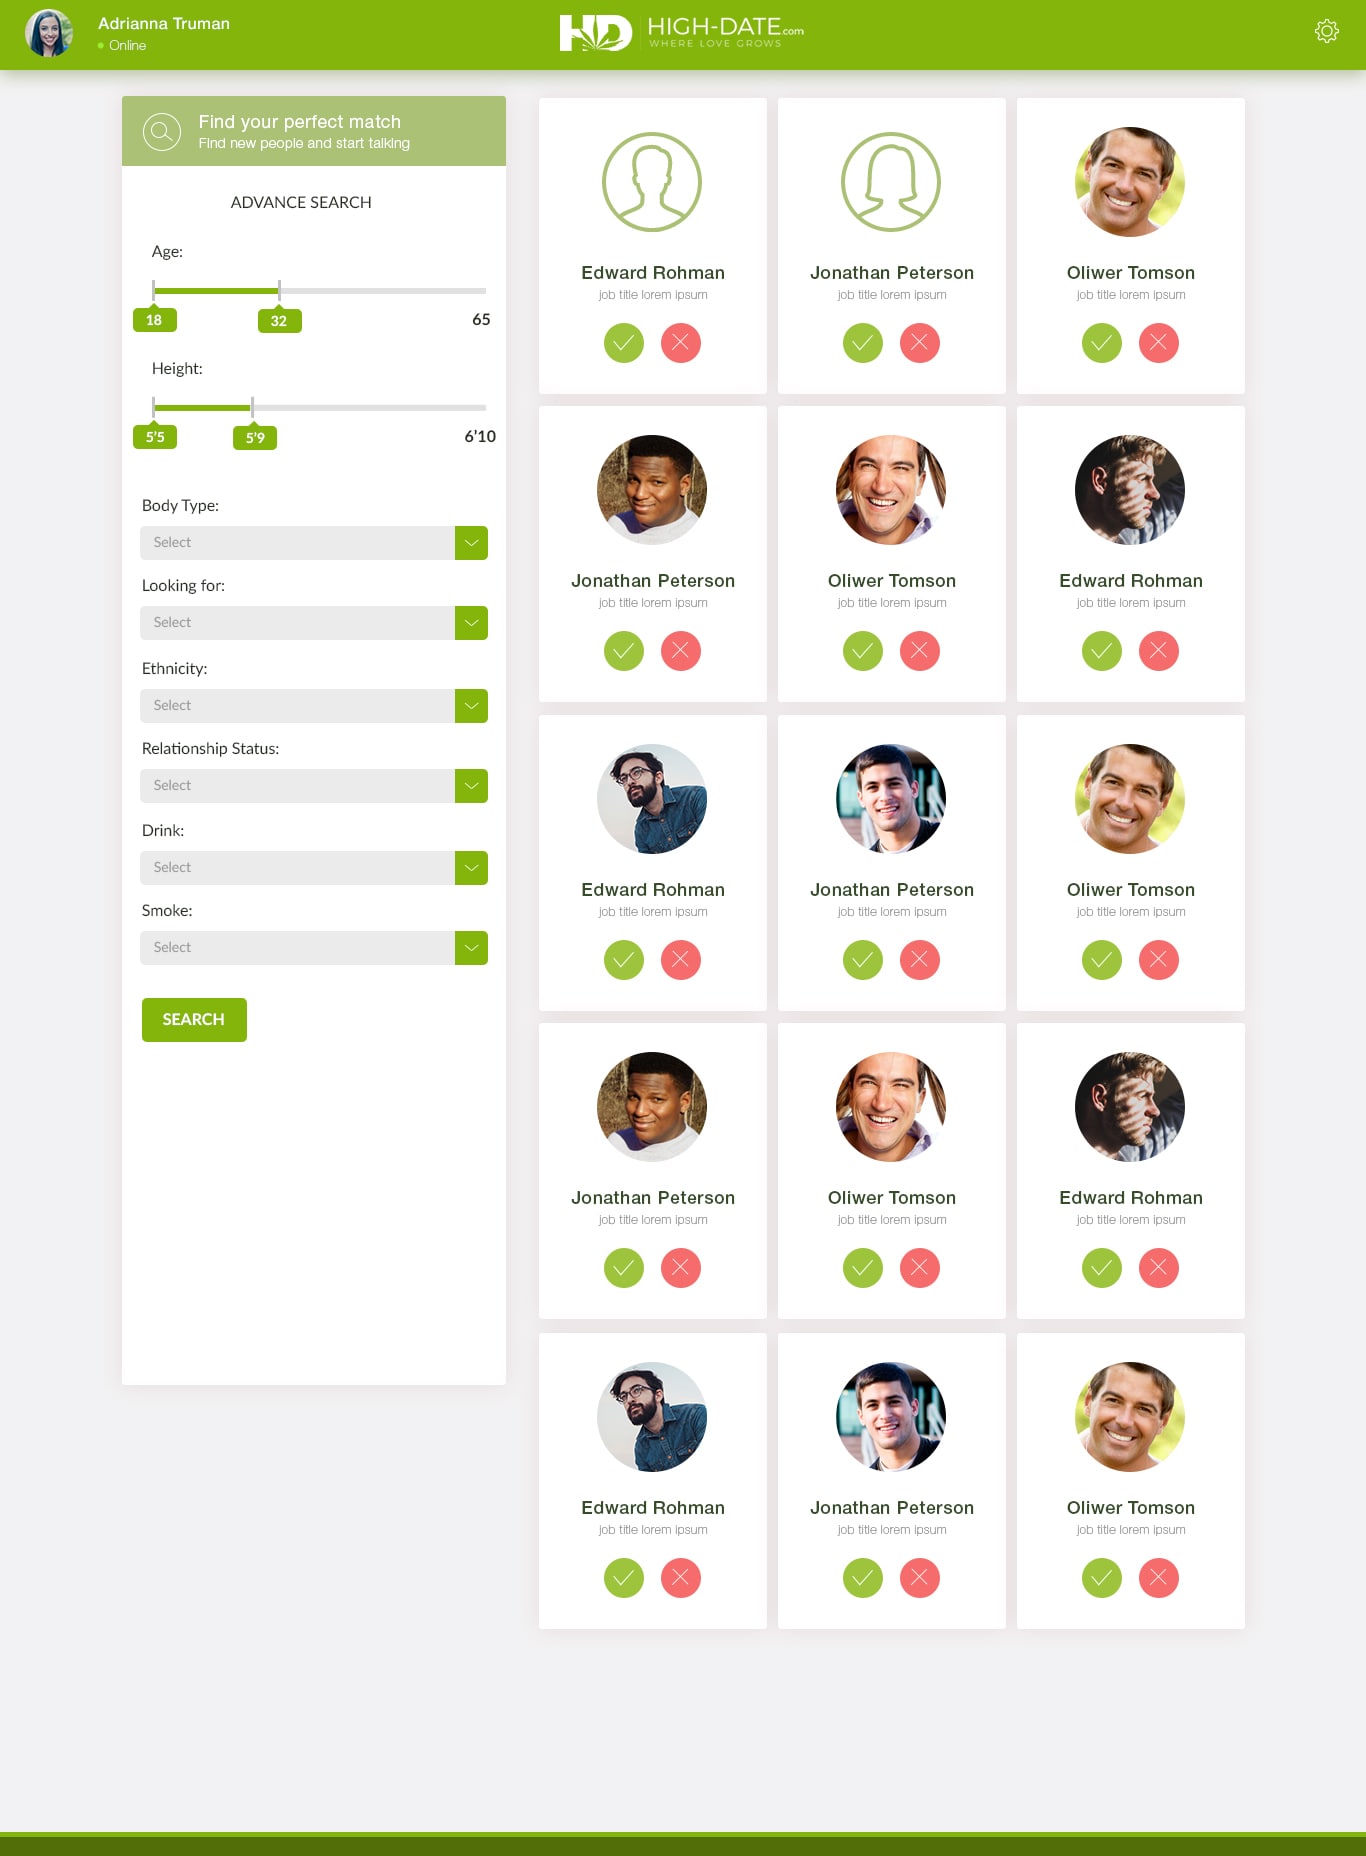 Adrianna Truman
Online
HD
HIGH-DATE.com
WHERE LOVE GROWS
Find your perfect match
Find new people and start talking
ADVANCE SEARCH
Age:
18
32
65
Height:
5'5
5'9
6'10
Body Type:
Select
Looking for:
Select
Ethnicity:
Select
Relationship Status:
Select
Drink:
Select
Smoke:
Select
SEARCH
Edward Rohman
job title lorem ipsum
Jonathan Peterson
job title lorem ipsum
Oliwer Tomson
job title lorem ipsum
Jonathan Peterson
job title lorem ipsum
Oliwer Tomson
job title lorem ipsum
Edward Rohman
job title lorem ipsum
Edward Rohman
job title lorem ipsum
Jonathan Peterson
job title lorem ipsum
Oliwer Tomson
job title lorem ipsum
Jonathan Peterson
job title lorem ipsum
Oliwer Tomson
job title lorem ipsum
Edward Rohman
job title lorem ipsum
Edward Rohman
job title lorem ipsum
Jonathan Peterson
job title lorem ipsum
Oliwer Tomson
job title lorem ipsum